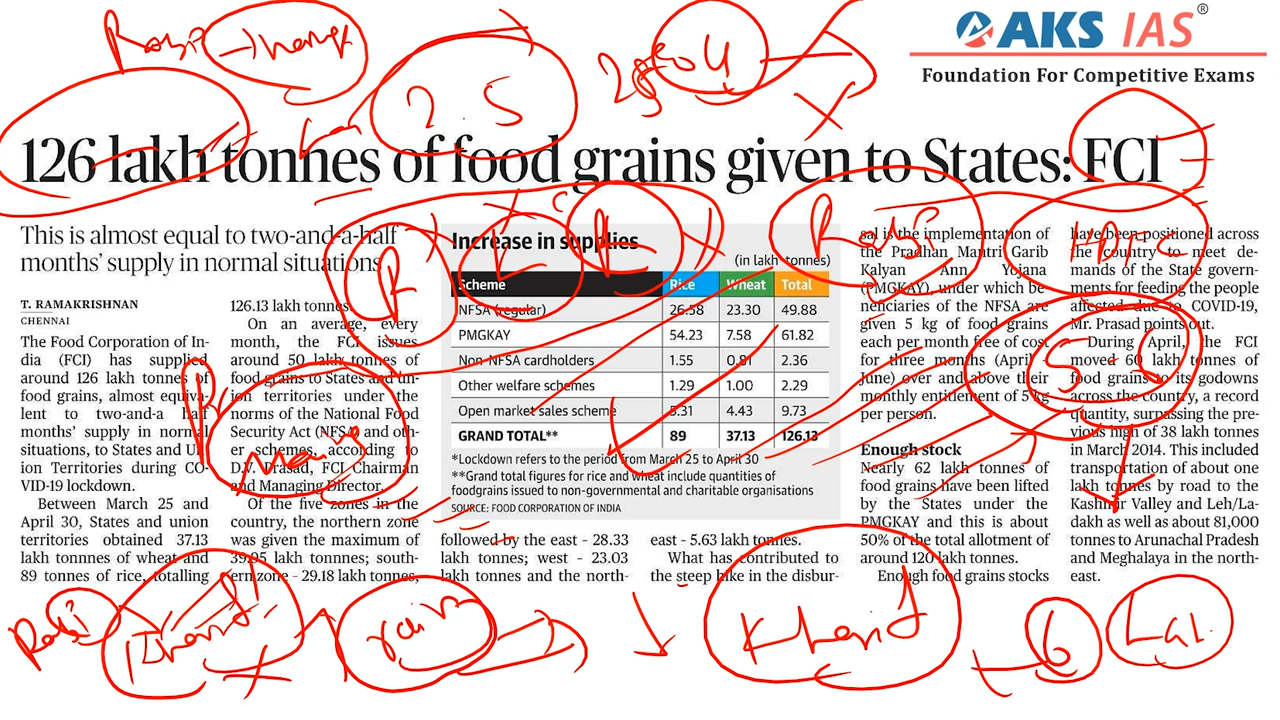 AKS IAS®
Foundation For Competitive Exams
2.5
126 lakh tonnes of food grains given to States: FCI
This is almost equal to two-and-a-half
months' supply in normal situations
T. RAMAKRISHNAN
CHENNAI
The Food Corporation of In-
dia (FCI) has supplied
around 126 lakh tonnes of
food grains, almost equiva-
lent to two-and-a half
months' supply in normal
situations, to States and Un-
ion Territories during CO-
VID-19 lockdown.
Between March 25 and
April 30, States and union
territories obtained 37.13
lakh tonnnes of wheat and
89 tonnes of rice, totalling
126.13 lakh tonnes.
On an average, every
month, the FCI issues
around 50 lakh tonnes of
food grains to States and un-
ion territories under the
norms of the National Food
Security Act (NFSA) and oth-
er schemes, according to
D.V. Prasad, FCI Chairman
and Managing Director.
Of the five zones in the
country, the northern zone
was given the maximum of
39.95 lakh tonnnes; south-
ern zone - 29.18 lakh tonnes,
Increase in supplies
(in lakh tonnes)
Scheme Rice Wheat Total
NFSA (regular) 26.58 23.30 49.88
PMGKAY 54.23 7.58 61.82
Non-NFSA cardholders 1.55 0.81 2.36
Other welfare schemes 1.29 1.00 2.29
Open market sales scheme 5.31 4.43 9.73
GRAND TOTAL** 89 37.13 126.13
*Lockdown refers to the period from March 25 to April 30
**Grand total figures for rice and wheat include quantities of
foodgrains issued to non-governmental and charitable organisations
SOURCE: FOOD CORPORATION OF INDIA
followed by the east - 28.33
lakh tonnes; west - 23.03
lakh tonnes and the north-
east - 5.63 lakh tonnes.
What has contributed to
the steep hike in the disbur-
sal is the implementation of
the Pradhan Mantri Garib
Kalyan Ann Yojana
(PMGKAY), under which be-
neficiaries of the NFSA are
given 5 kg of food grains
each per month free of cost
for three months (April -
June) over and above their
monthly entitlement of 5 kg
per person.
Enough stock
Nearly 62 lakh tonnes of
food grains have been lifted
by the States under the
PMGKAY and this is about
50% of the total allotment of
around 120 lakh tonnes.
Enough food grains stocks
have been positioned across
the country to meet de-
mands of the State govern-
ments for feeding the people
affected due to COVID-19,
Mr. Prasad points out.
During April, the FCI
moved 60 lakh tonnes of
food grains to its godowns
across the country, a record
quantity, surpassing the pre-
vious high of 38 lakh tonnes
in March 2014. This included
transportation of about one
lakh tonnes by road to the
Kashmir Valley and Leh/La-
dakh as well as about 81,000
tonnes to Arunachal Pradesh
and Meghalaya in the north-
east.
R
Rabi
Rabi
rain
Kharif
6